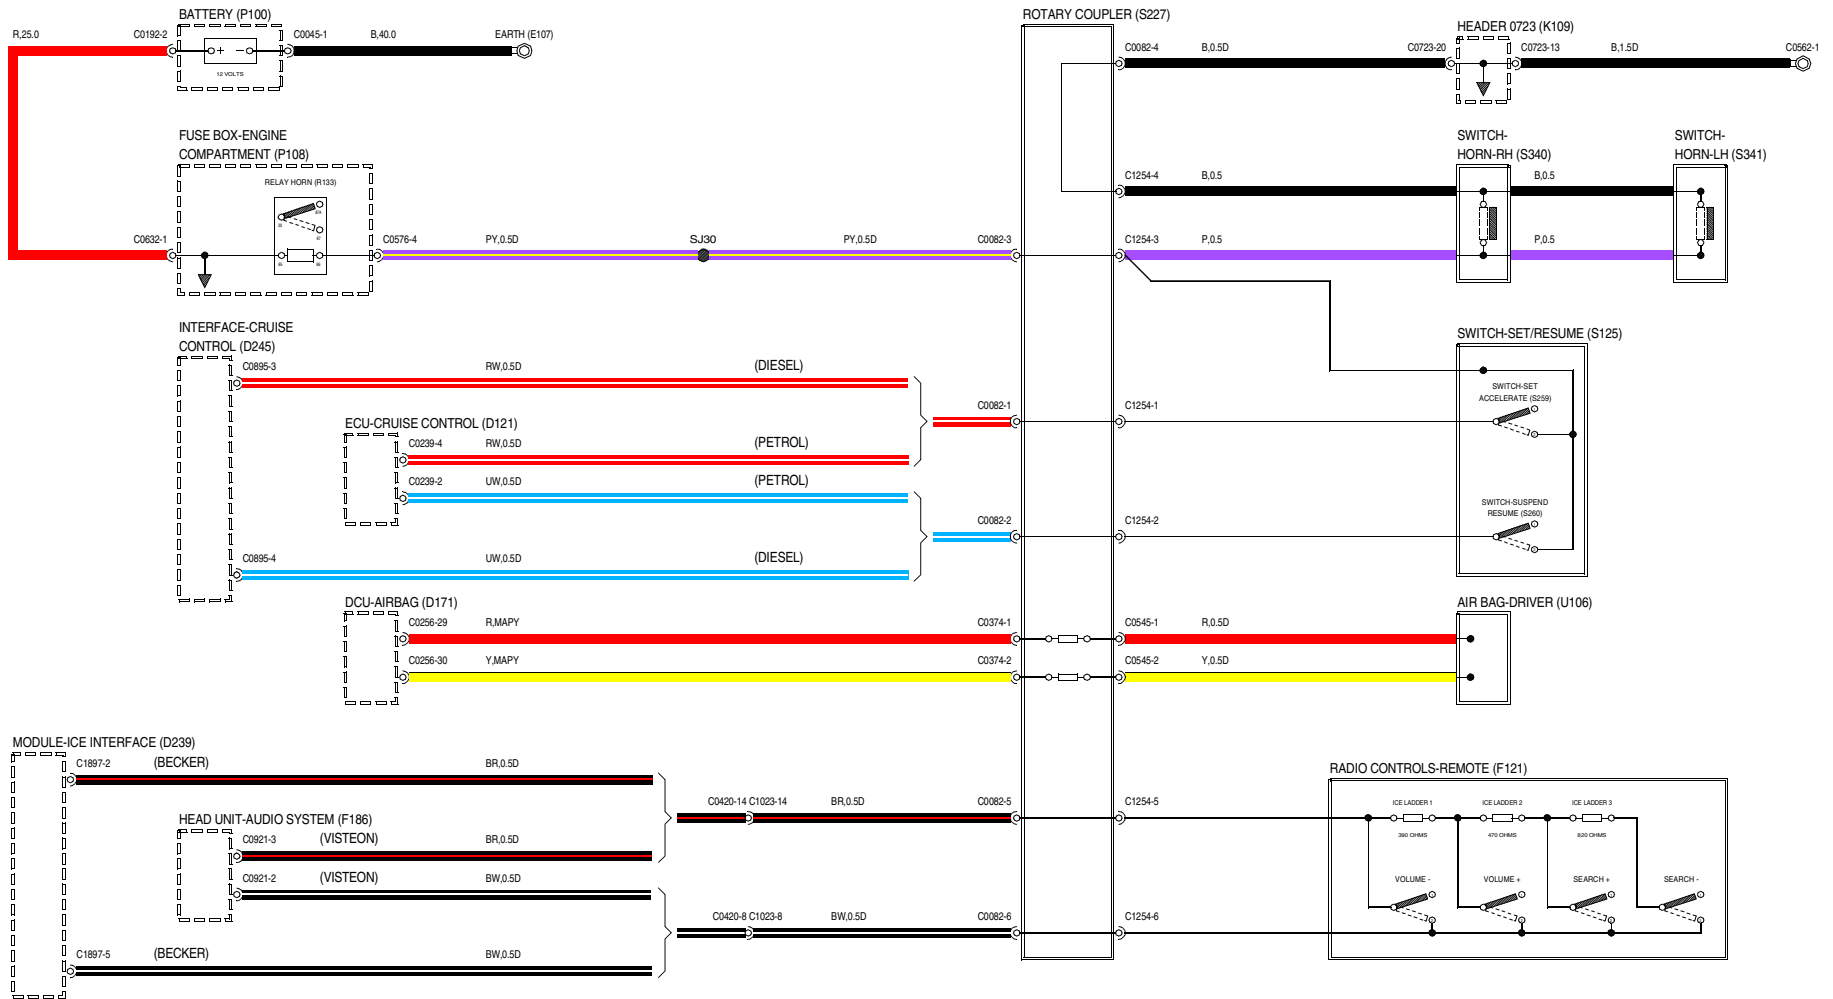 BATTERY (P100)
R,25.0
C0192-2
C0045-1
B,40.0
EARTH (E107)
12 VOLTS
ROTARY COUPLER (S227)
HEADER 0723 (K109)
C0082-4
B,0.5D
C0723-20
C0723-13
B,1.5D
C0562-1
FUSE BOX-ENGINE
COMPARTMENT (P108)
RELAY HORN (R133)
C0632-1
C0576-4
PY,0.5D
SJ30
PY,0.5D
C0082-3
SWITCH-
HORN-RH (S340)
SWITCH-
HORN-LH (S341)
C1254-4
B,0.5
B,0.5
C1254-3
P,0.5
P,0.5
INTERFACE-CRUISE
CONTROL (D245)
C0895-3
RW,0.5D
(DIESEL)
ECU-CRUISE CONTROL (D121)
C0239-4
RW,0.5D
(PETROL)
C0239-2
UW,0.5D
(PETROL)
C0895-4
UW,0.5D
(DIESEL)
C0082-1
C1254-1
C0082-2
C1254-2
SWITCH-SET/RESUME (S125)
SWITCH-SET
ACCELERATE (S259)
SWITCH-SUSPEND
RESUME (S260)
DCU-AIRBAG (D171)
C0256-29
R,MAPY
C0374-1
C0545-1
R,0.5D
C0256-30
Y,MAPY
C0374-2
C0545-2
Y,0.5D
AIR BAG-DRIVER (U106)
MODULE-ICE INTERFACE (D239)
C1897-2
(BECKER)
BR,0.5D
HEAD UNIT-AUDIO SYSTEM (F186)
C0921-3
(VISTEON)
BR,0.5D
C0921-2
(VISTEON)
BW,0.5D
C1897-5
(BECKER)
BW,0.5D
C0420-14 C1023-14
BR,0.5D
C0082-5
C1254-5
C0420-8 C1023-8
BW,0.5D
C0082-6
C1254-6
RADIO CONTROLS-REMOTE (F121)
ICE LADDER 1
ICE LADDER 2
ICE LADDER 3
390 OHMS
470 OHMS
820 OHMS
VOLUME -
VOLUME +
SEARCH +
SEARCH -